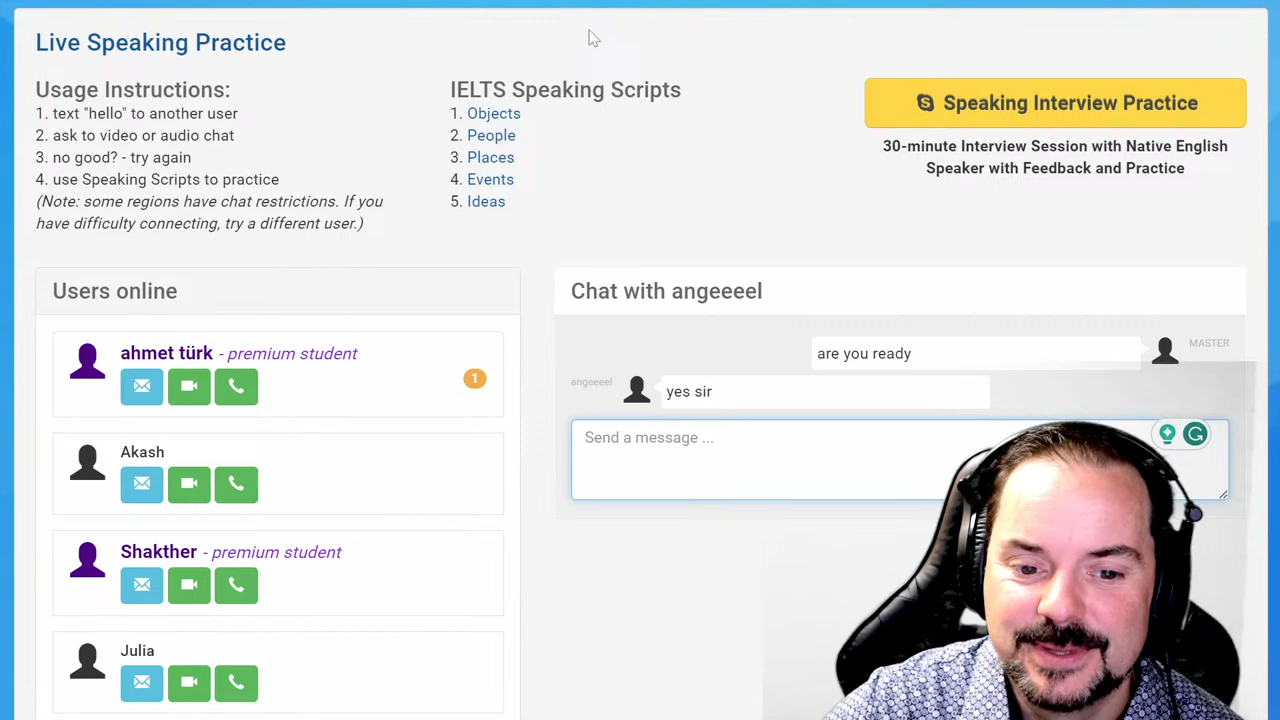 Live Speaking Practice
Usage Instructions:
1. text "hello" to another user
2. ask to video or audio chat
3. no good? - try again
4. use Speaking Scripts to practice
(Note: some regions have chat restrictions. If you
have difficulty connecting, try a different user.)
IELTS Speaking Scripts
1. Objects
2. People
3. Places
4. Events
5. Ideas
Speaking Interview Practice
30-minute Interview Session with Native English
Speaker with Feedback and Practice
Users online
ahmet türk - premium student
1
Akash
Shakther - premium student
Julia
Chat with angeeeel
are you ready
MASTER
angeeeel
yes sir
Send a message ...